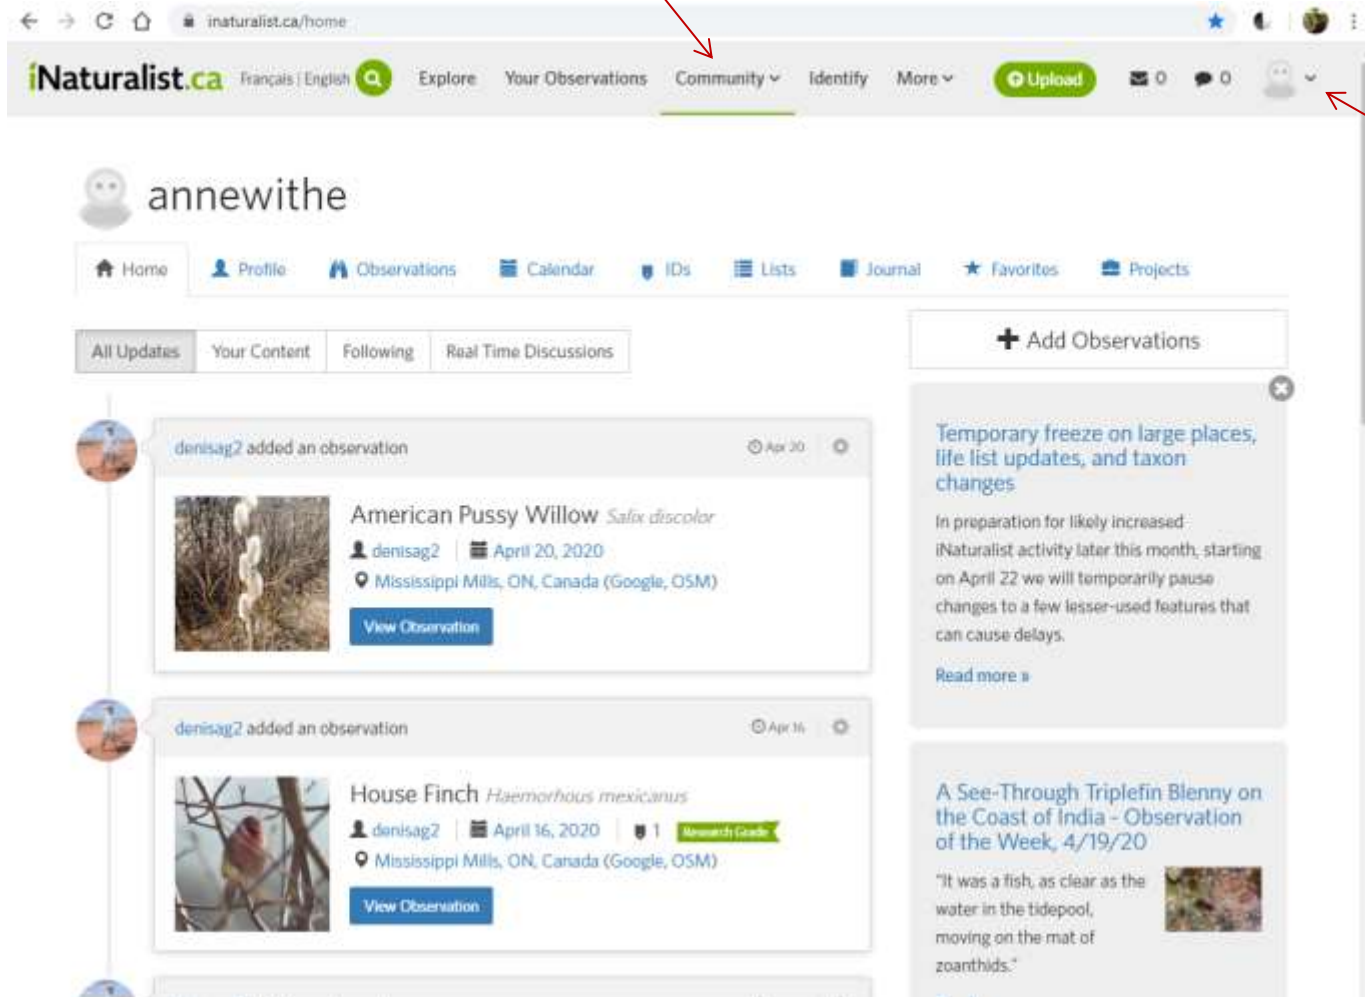 inaturalist.ca/home
iNaturalist.ca Français | English Explore Your Observations Community Identify More Upload 0 0
annewithe
Home Profile Observations Calendar IDs Lists Journal Favorites Projects
All Updates Your Content Following Real Time Discussions
denisag2 added an observation Apr 20
American Pussy Willow Salix discolor
denisag2 April 20, 2020
Mississippi Mills, ON, Canada (Google, OSM)
View Observation
denisag2 added an observation Apr 16
House Finch Haemorhous mexicanus
denisag2 April 16, 2020 1 Research Grade
Mississippi Mills, ON, Canada (Google, OSM)
View Observation
+ Add Observations
Temporary freeze on large places,
life list updates, and taxon
changes
In preparation for likely increased
iNaturalist activity later this month, starting
on April 22 we will temporarily pause
changes to a few lesser-used features that
can cause delays.
Read more »
A See-Through Triplefin Blenny on
the Coast of India - Observation
of the Week, 4/19/20
"It was a fish, as clear as the
water in the tidepool,
moving on the mat of
zoanthids."